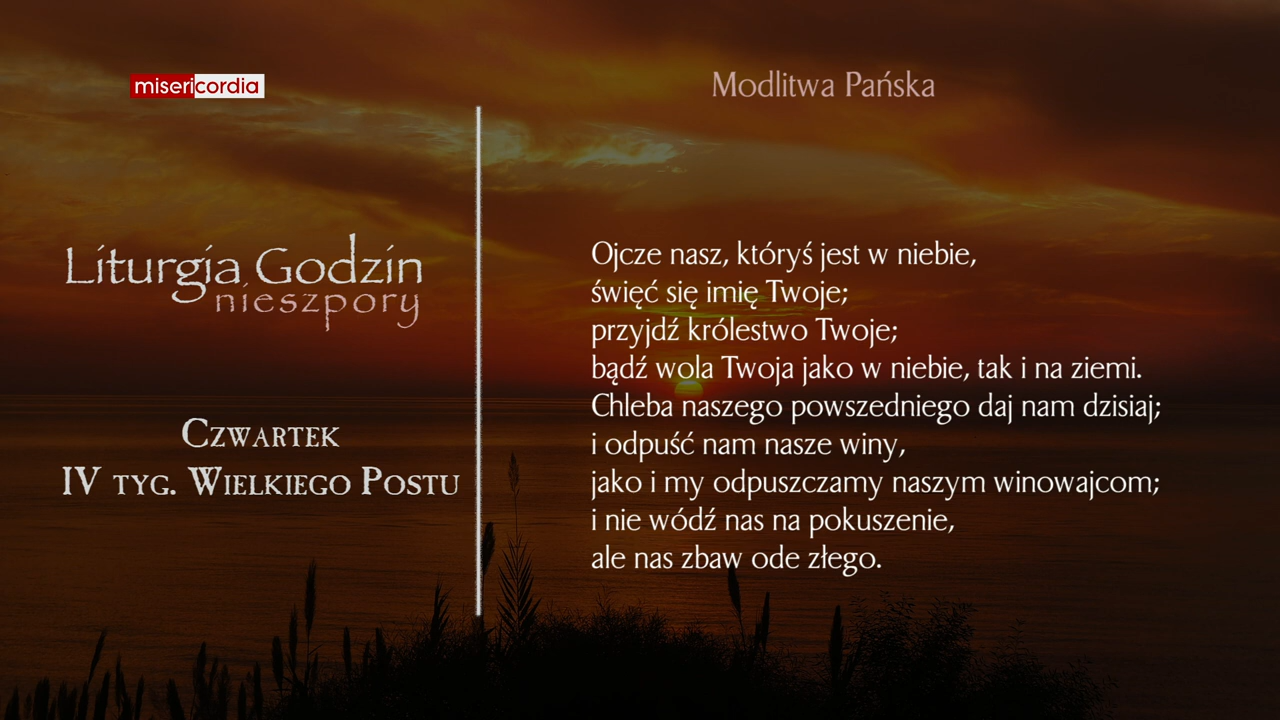 misericordia
Liturgia Godzin
nieszpory
Czwartek
IV tyg. Wielkiego Postu
Modlitwa Pańska
Ojcze nasz, któryś jest w niebie,
święć się imię Twoje;
przyjdź królestwo Twoje;
bądź wola Twoja jako w niebie, tak i na ziemi.
Chleba naszego powszedniego daj nam dzisiaj;
i odpuść nam nasze winy,
jako i my odpuszczamy naszym winowajcom;
i nie wódź nas na pokuszenie,
ale nas zbaw ode złego.